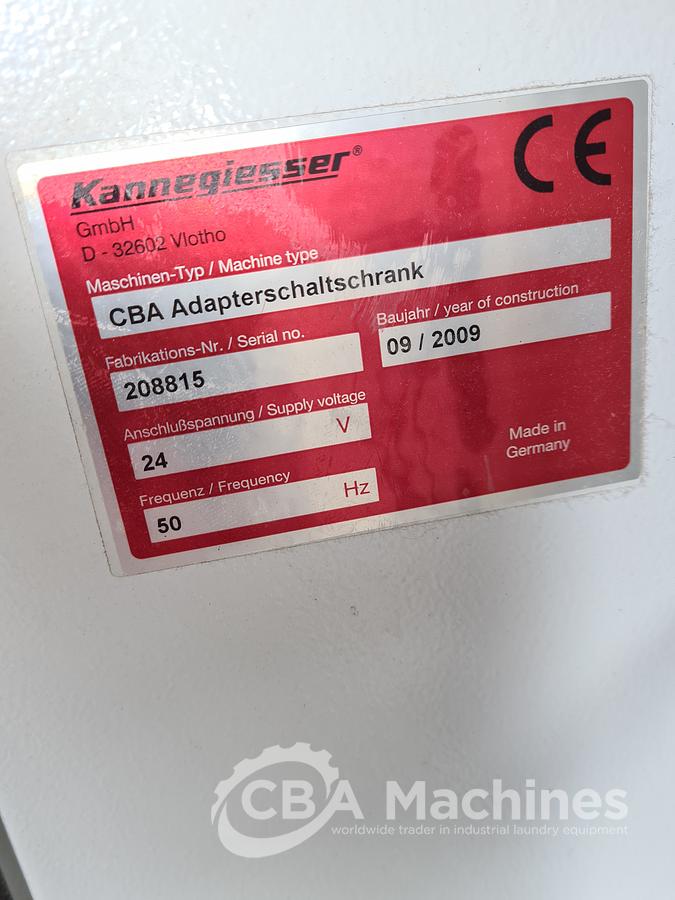 Kannegiesser®
GmbH
D - 32602 Vlotho
CE
Maschinen-Typ / Machine type
CBA Adapterschaltschrank
Fabrikations-Nr. / Serial no.
208815
Baujahr / year of construction
09 / 2009
Anschlußspannung / Supply voltage
24 V
Frequenz / Frequency
50 Hz
Made in
Germany
CBA Machines
worldwide trader in industrial laundry equipment